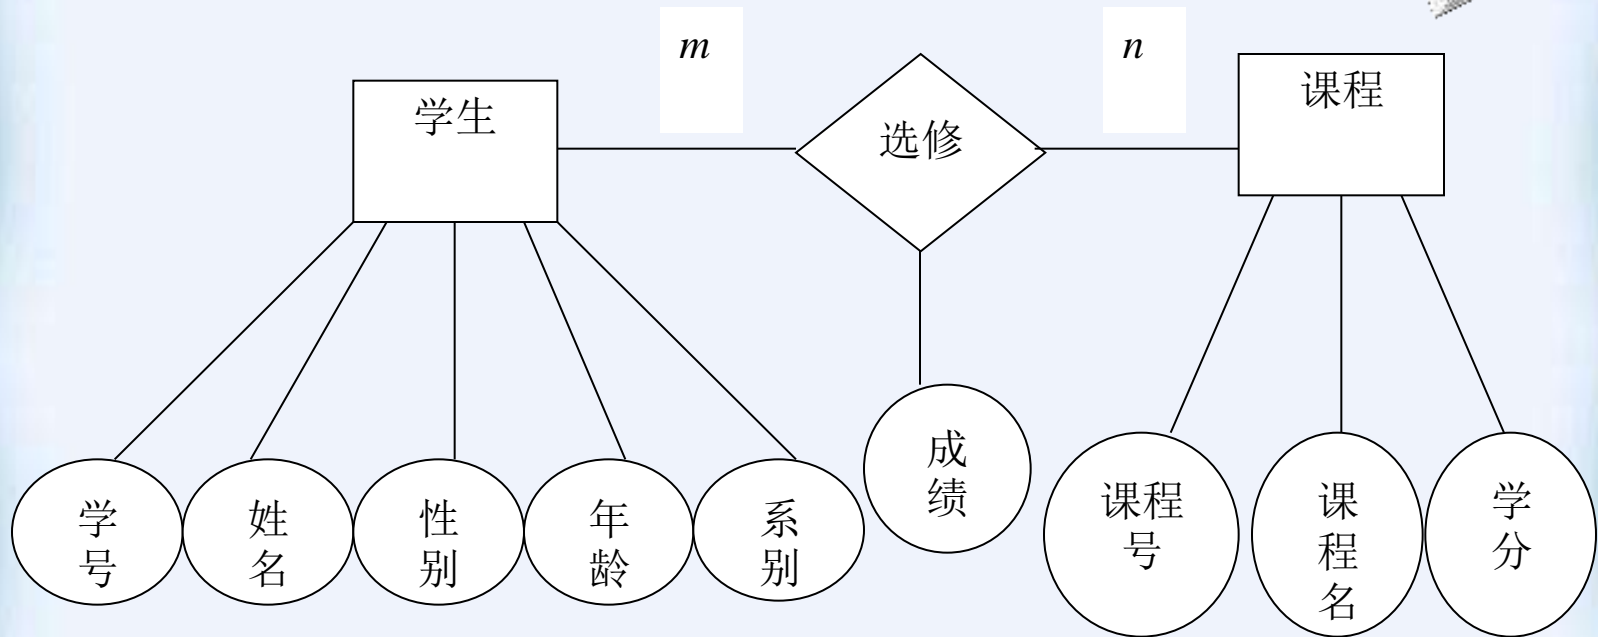 m
n
学生
选修
课程
学
号
姓
名
性
别
年
龄
系
别
成
绩
课程
号
课
程
名
学
分